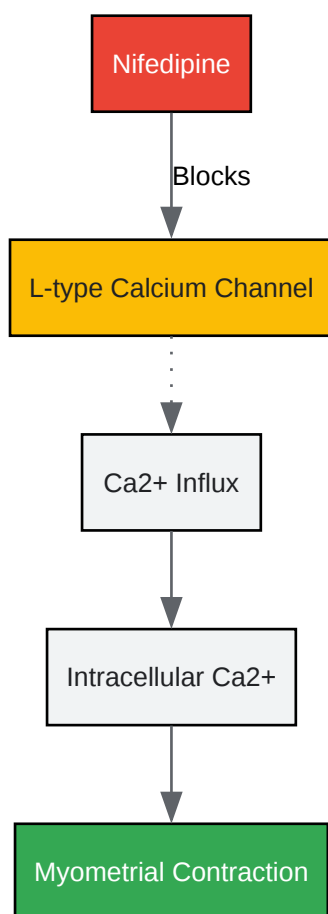 Nifedipine
Blocks
L-type Calcium Channel
Ca2+ Influx
Intracellular Ca2+
Myometrial Contraction